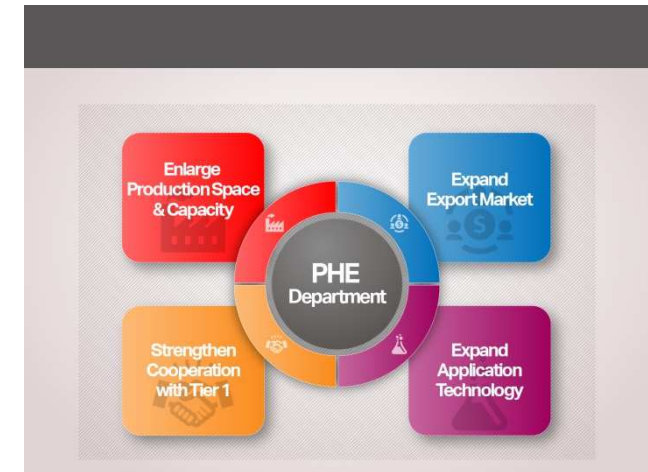 Enlarge
Production Space
& Capacity
Expand
Export Market
PHE
Department
Strengthen
Cooperation
with Tier 1
Expand
Application
Technology